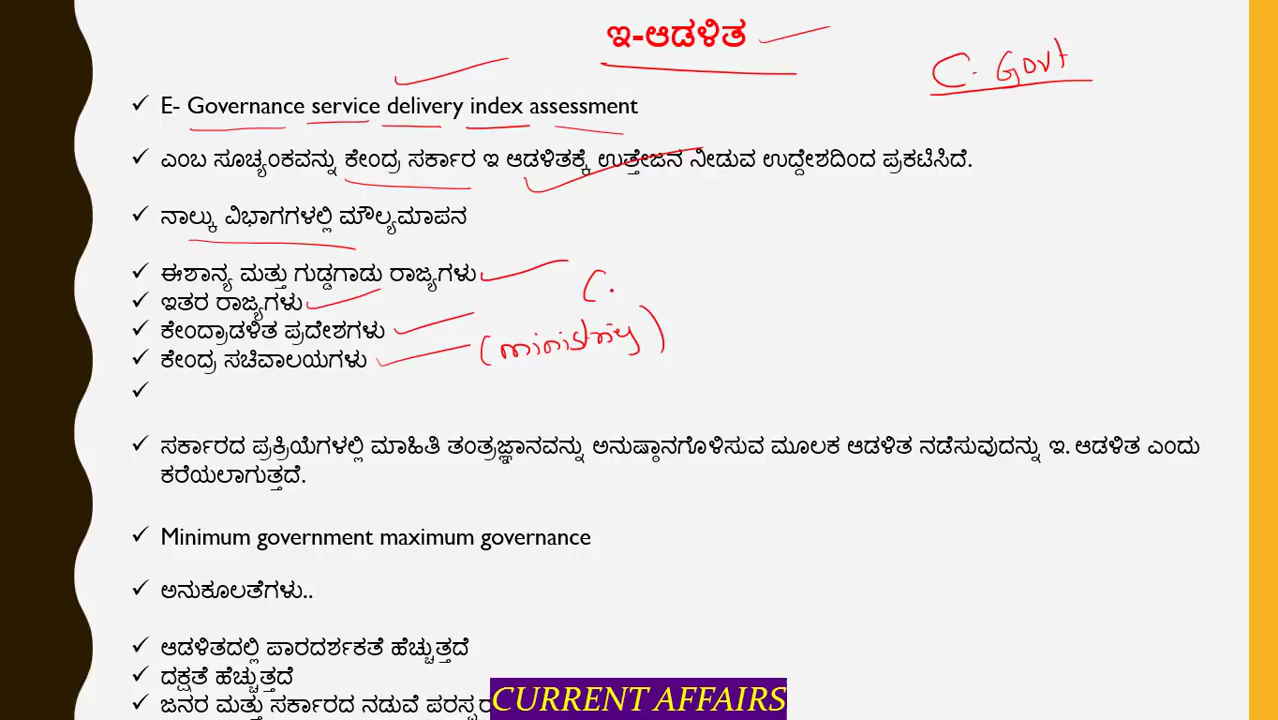 ಇ-ಆಡಳಿತ
C. Govt
E- Governance service delivery index assessment
ಎಂಬ ಸೂಚ್ಯಂಕವನ್ನು ಕೇಂದ್ರ ಸರ್ಕಾರ ಇ ಆಡಳಿತಕ್ಕೆ ಉತ್ತೇಜನ ನೀಡುವ ಉದ್ದೇಶದಿಂದ ಪ್ರಕಟಿಸಿದೆ.
ನಾಲ್ಕು ವಿಭಾಗಗಳಲ್ಲಿ ಮೌಲ್ಯಮಾಪನ
ಈಶಾನ್ಯ ಮತ್ತು ಗುಡ್ಡಗಾಡು ರಾಜ್ಯಗಳು
ಇತರ ರಾಜ್ಯಗಳು
C.
ಕೇಂದ್ರಾಡಳಿತ ಪ್ರದೇಶಗಳು
ಕೇಂದ್ರ ಸಚಿವಾಲಯಗಳು (ministriy)
ಸರ್ಕಾರದ ಪ್ರಕ್ರಿಯೆಗಳಲ್ಲಿ ಮಾಹಿತಿ ತಂತ್ರಜ್ಞಾನವನ್ನು ಅನುಷ್ಠಾನಗೊಳಿಸುವ ಮೂಲಕ ಆಡಳಿತ ನಡೆಸುವುದನ್ನು ಇ. ಆಡಳಿತ ಎಂದು
ಕರೆಯಲಾಗುತ್ತದೆ.
Minimum government maximum governance
ಅನುಕೂಲತೆಗಳು..
ಆಡಳಿತದಲ್ಲಿ ಪಾರದರ್ಶಕತೆ ಹೆಚ್ಚುತ್ತದೆ
ದಕ್ಷತೆ ಹೆಚ್ಚುತ್ತದೆ
ಜನರ ಮತ್ತು ಸರ್ಕಾರದ ನಡುವೆ
CURRENT AFFAIRS